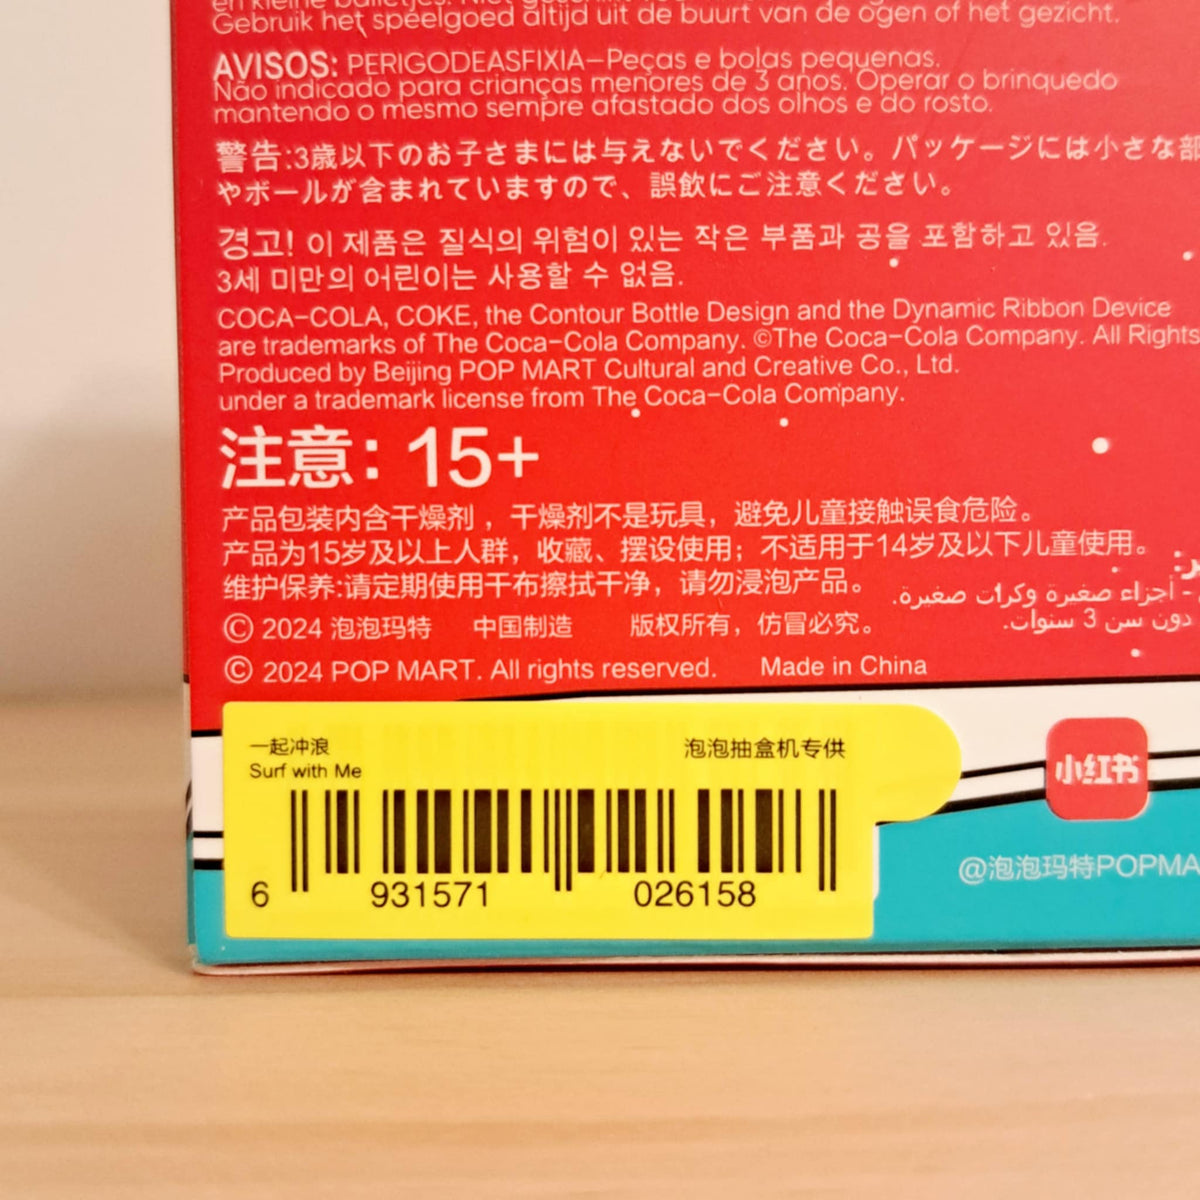 en kleine balletjes. Niet geschikt
Gebruik het speelgoed altijd uit de buurt van de ogen of het gezicht.
AVISOS: PERIGODEASFIXIA–Peças e bolas pequenas.
Não indicado para crianças menores de 3 anos. Operar o brinquedo
mantendo o mesmo sempre afastado dos olhos e do rosto.
警告:3歳以下のお子さまには与えないでください。パッケージには小さな部
やボールが含まれていますので、誤飲にご注意ください。
경고! 이 제품은 질식의 위험이 있는 작은 부품과 공을 포함하고 있음.
3세 미만의 어린이는 사용할 수 없음.
COCA–COLA, COKE, the Contour Bottle Design and the Dynamic Ribbon Device
are trademarks of The Coca–Cola Company. ©The Coca–Cola Company. All Rights
Produced by Beijing POP MART Cultural and Creative Co., Ltd.
under a trademark license from The Coca–Cola Company.
注意: 15+
产品包装内含干燥剂，干燥剂不是玩具，避免儿童接触误食危险。
产品为15岁及以上人群，收藏、摆设使用；不适用于14岁及以下儿童使用。
维护保养:请定期使用干布擦拭干净，请勿浸泡产品。
- أجزاء صغيرة وكرات صغيرة.
دون سن 3 سنوات.
© 2024 泡泡玛特 中国制造 版权所有，仿冒必究。
© 2024 POP MART. All rights reserved. Made in China
一起冲浪 泡泡抽盒机专供
Surf with Me
小红书
@泡泡玛特POPMA
6 931571 026158